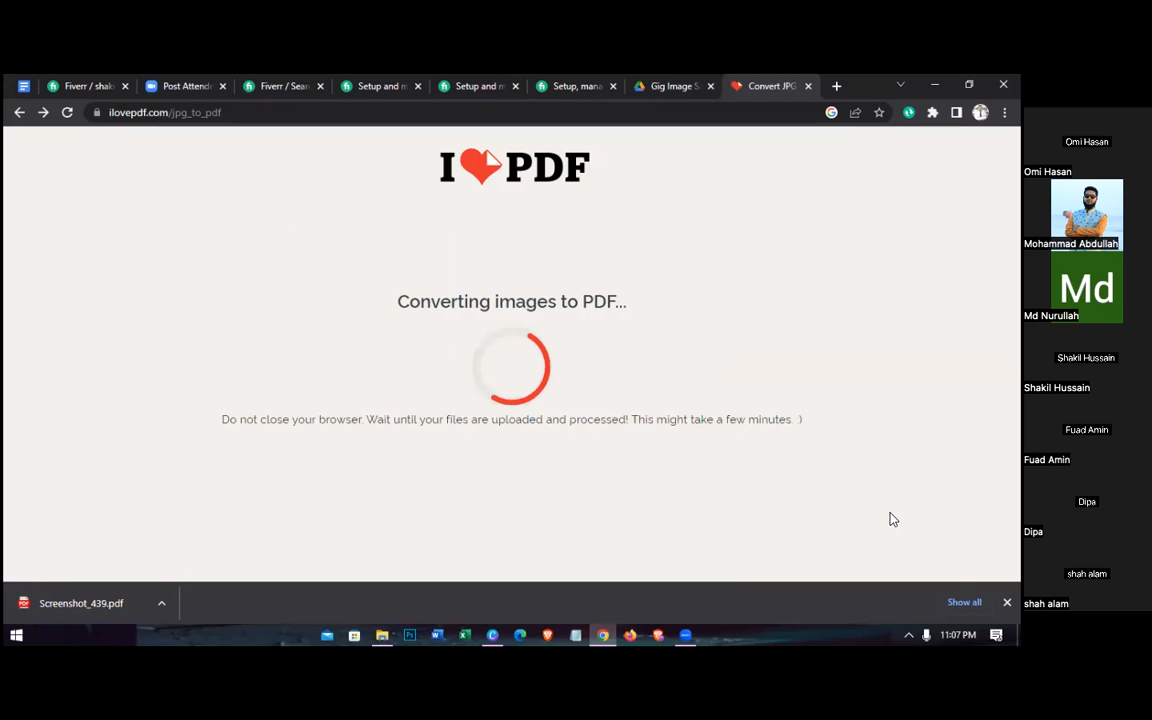 Fiverr / shak
Post Attend
Fiverr / Sear
Setup and m
Setup and m
Setup, mana
Gig Image S
Convert JPG
ilovepdf.com/jpg_to_pdf
I PDF
Converting images to PDF...
Do not close your browser. Wait until your files are uploaded and processed! This might take a few minutes. :)
Screenshot_439.pdf
Show all
11:07 PM
Omi Hasan
Omi Hasan
Mohammad Abdullah
Md
Md Nurullah
Shakil Hussain
Shakil Hussain
Fuad Amin
Fuad Amin
Dipa
Dipa
shah alam
shah alam